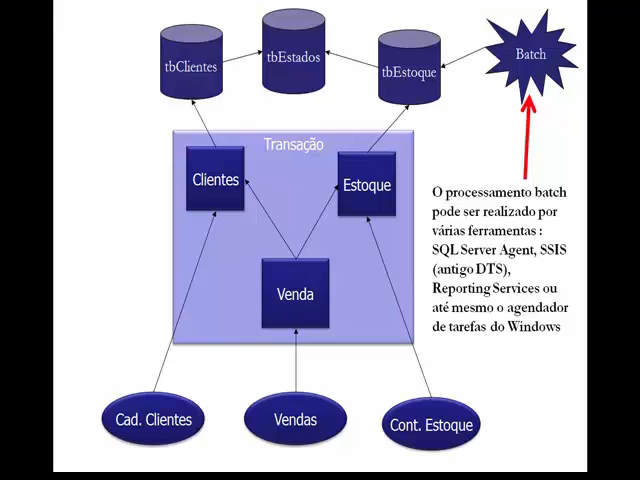 tbClientes
tbEstados
tbEstoque
Batch
Transação
Clientes
Estoque
Venda
O processamento batch
pode ser realizado por
várias ferramentas :
SQL Server Agent, SSIS
(antigo DTS),
Reporting Services ou
até mesmo o agendador
de tarefas do Windows
Cad. Clientes
Vendas
Cont. Estoque